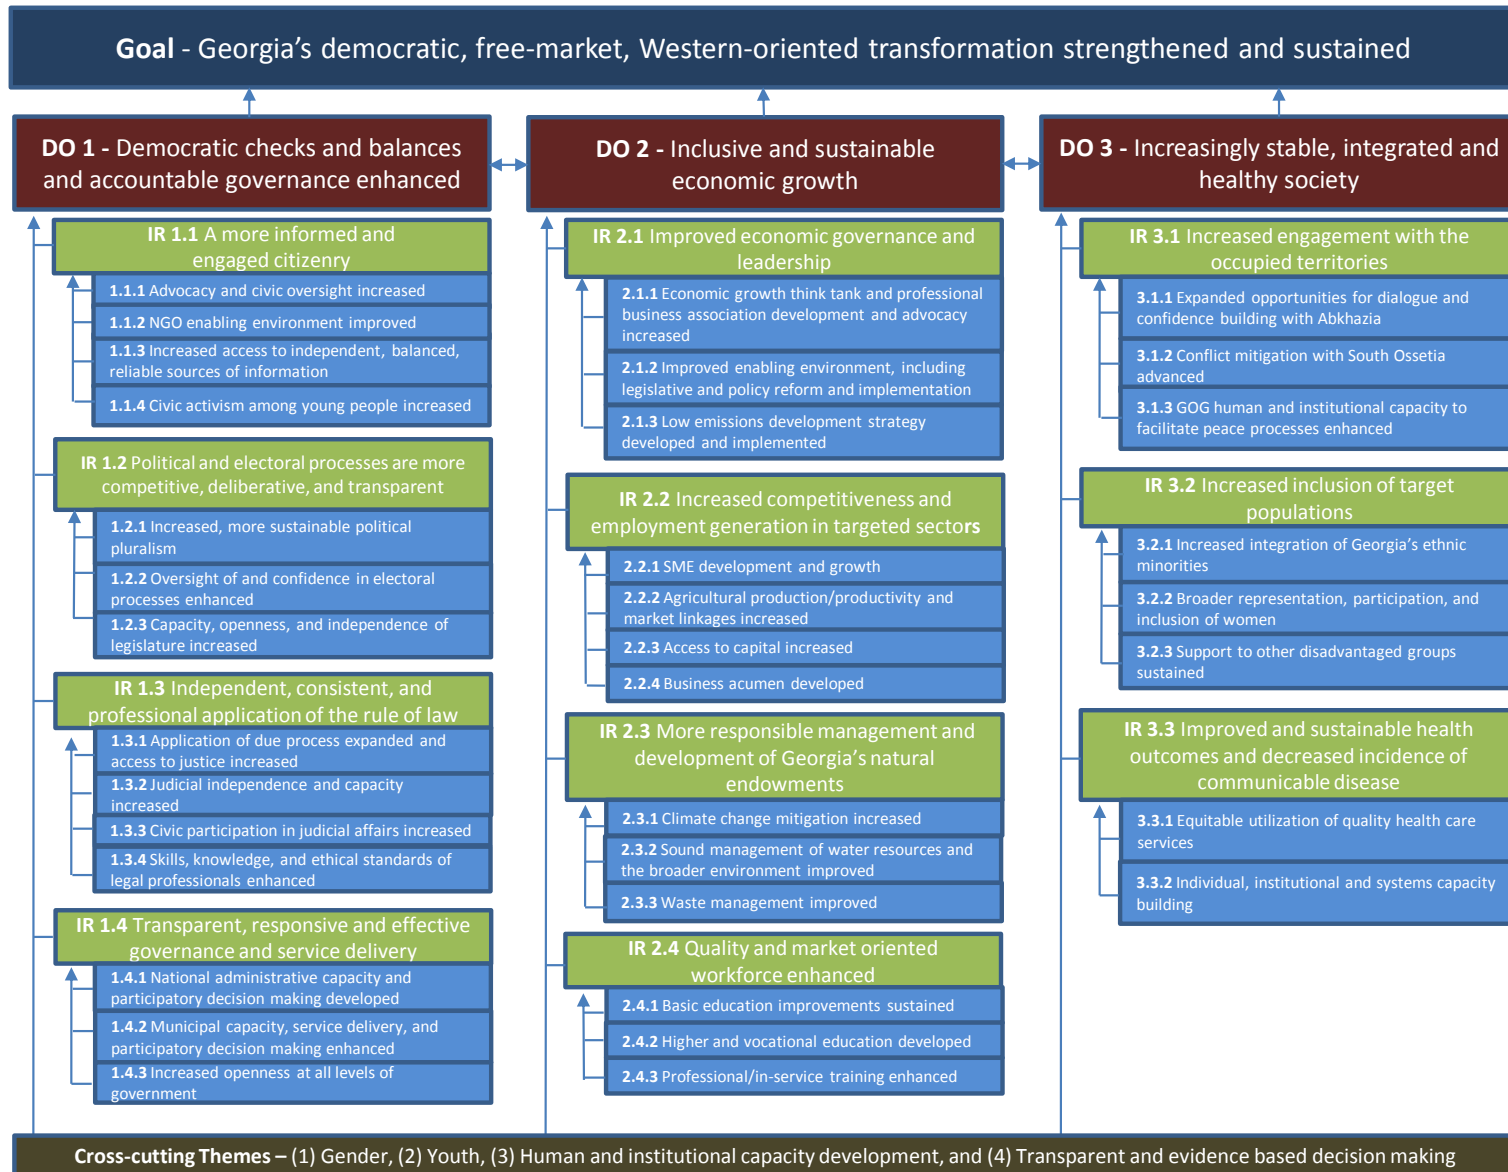 Goal - Georgia’s democratic, free-market, Western-oriented transformation strengthened and sustained
DO 1 - Democratic checks and balances
and accountable governance enhanced
IR 1.1 A more informed and
engaged citizenry
1.1.1 Advocacy and civic oversight increased
1.1.2 NGO enabling environment improved
1.1.3 Increased access to independent, balanced,
reliable sources of information
1.1.4 Civic activism among young people increased
IR 1.2 Political and electoral processes are more
competitive, deliberative, and transparent
1.2.1 Increased, more sustainable political
pluralism
1.2.2 Oversight of and confidence in electoral
processes enhanced
1.2.3 Capacity, openness, and independence of
legislature increased
IR 1.3 Independent, consistent, and
professional application of the rule of law
1.3.1 Application of due process expanded and
access to justice increased
1.3.2 Judicial independence and capacity
increased
1.3.3 Civic participation in judicial affairs increased
1.3.4 Skills, knowledge, and ethical standards of
legal professionals enhanced
IR 1.4 Transparent, responsive and effective
governance and service delivery
1.4.1 National administrative capacity and
participatory decision making developed
1.4.2 Municipal capacity, service delivery, and
participatory decision making enhanced
1.4.3 Increased openness at all levels of
government
DO 2 - Inclusive and sustainable
economic growth
IR 2.1 Improved economic governance and
leadership
2.1.1 Economic growth think tank and professional
business association development and advocacy
increased
2.1.2 Improved enabling environment, including
legislative and policy reform and implementation
2.1.3 Low emissions development strategy
developed and implemented
IR 2.2 Increased competitiveness and
employment generation in targeted sectors
2.2.1 SME development and growth
2.2.2 Agricultural production/productivity and
market linkages increased
2.2.3 Access to capital increased
2.2.4 Business acumen developed
IR 2.3 More responsible management and
development of Georgia’s natural
endowments
2.3.1 Climate change mitigation increased
2.3.2 Sound management of water resources and
the broader environment improved
2.3.3 Waste management improved
IR 2.4 Quality and market oriented
workforce enhanced
2.4.1 Basic education improvements sustained
2.4.2 Higher and vocational education developed
2.4.3 Professional/in-service training enhanced
DO 3 - Increasingly stable, integrated and
healthy society
IR 3.1 Increased engagement with the
occupied territories
3.1.1 Expanded opportunities for dialogue and
confidence building with Abkhazia
3.1.2 Conflict mitigation with South Ossetia
advanced
3.1.3 GOG human and institutional capacity to
facilitate peace processes enhanced
IR 3.2 Increased inclusion of target
populations
3.2.1 Increased integration of Georgia’s ethnic
minorities
3.2.2 Broader representation, participation, and
inclusion of women
3.2.3 Support to other disadvantaged groups
sustained
IR 3.3 Improved and sustainable health
outcomes and decreased incidence of
communicable disease
3.3.1 Equitable utilization of quality health care
services
3.3.2 Individual, institutional and systems capacity
building
Cross-cutting Themes – (1) Gender, (2) Youth, (3) Human and institutional capacity development, and (4) Transparent and evidence based decision making